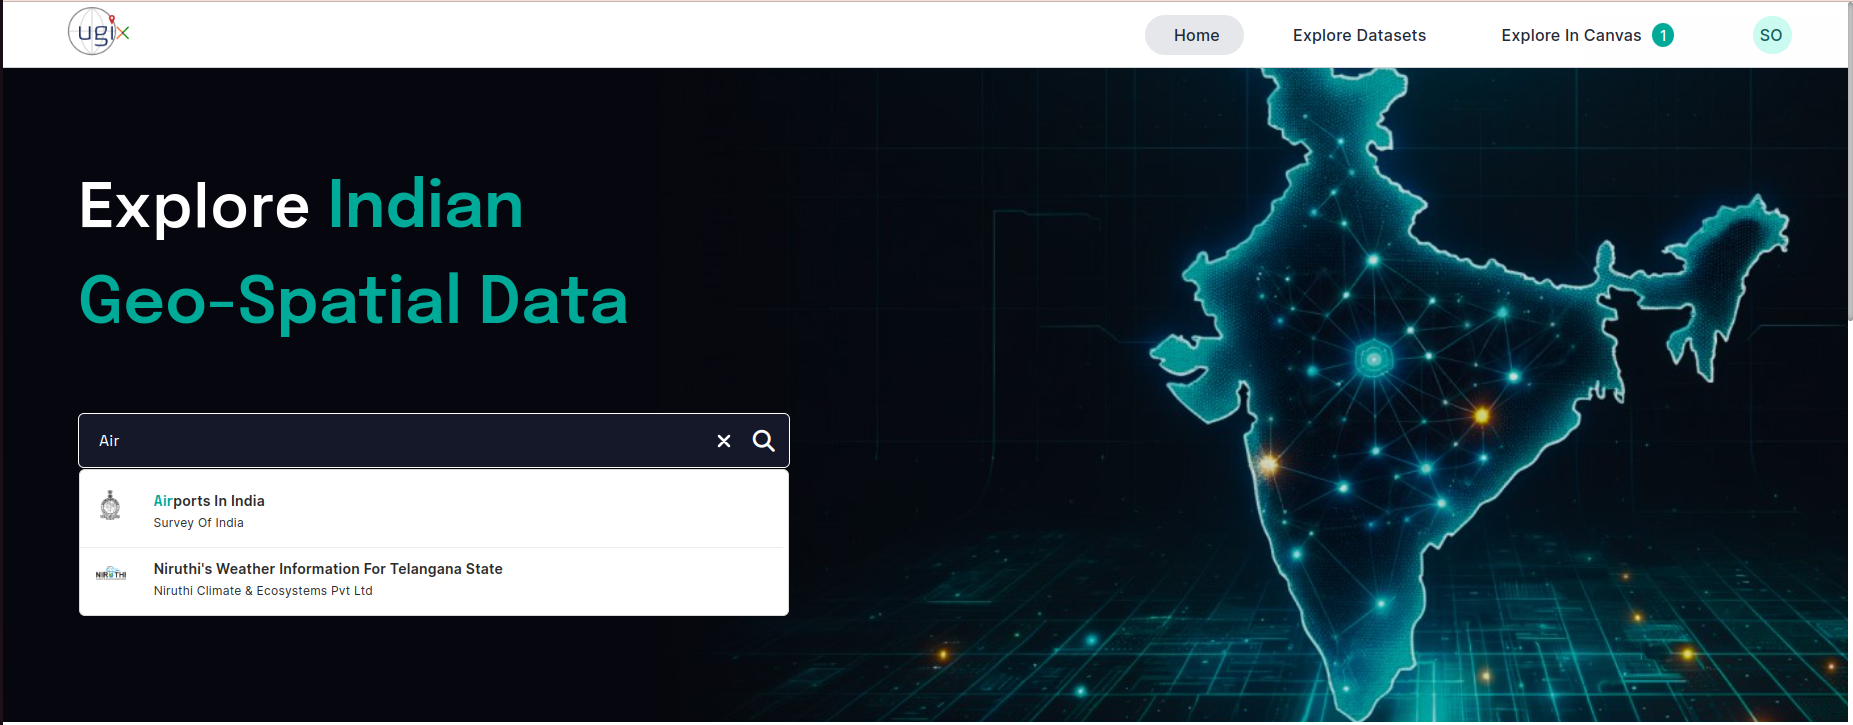 ugix
Home
Explore Datasets
Explore In Canvas 1
SO
Explore Indian
Geo-Spatial Data
Air
Airports In India
Survey Of India
NIRUTHI
Niruthi's Weather Information For Telangana State
Niruthi Climate & Ecosystems Pvt Ltd